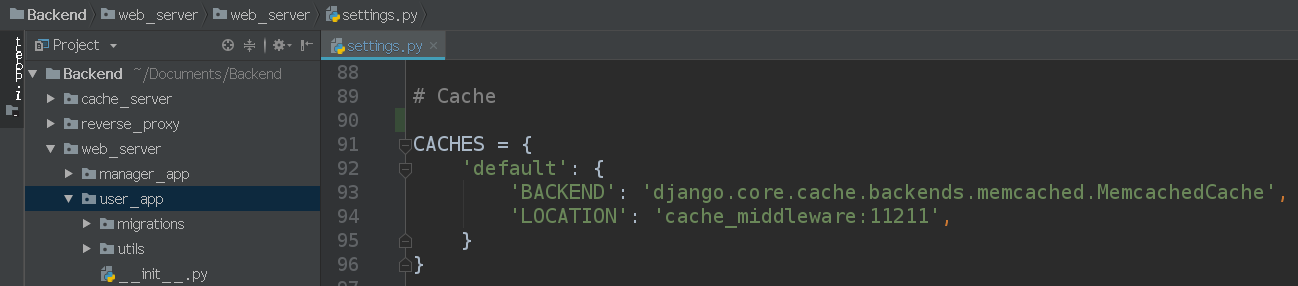 Backend web_server web_server settings.py
Project
settings.py
Backend ~/Documents/Backend
cache_server
reverse_proxy
web_server
manager_app
user_app
migrations
utils
__init__.py
88
89 # Cache
90
91 CACHES = {
92 'default': {
93 'BACKEND': 'django.core.cache.backends.memcached.MemcachedCache',
94 'LOCATION': 'cache_middleware:11211',
95 }
96 }